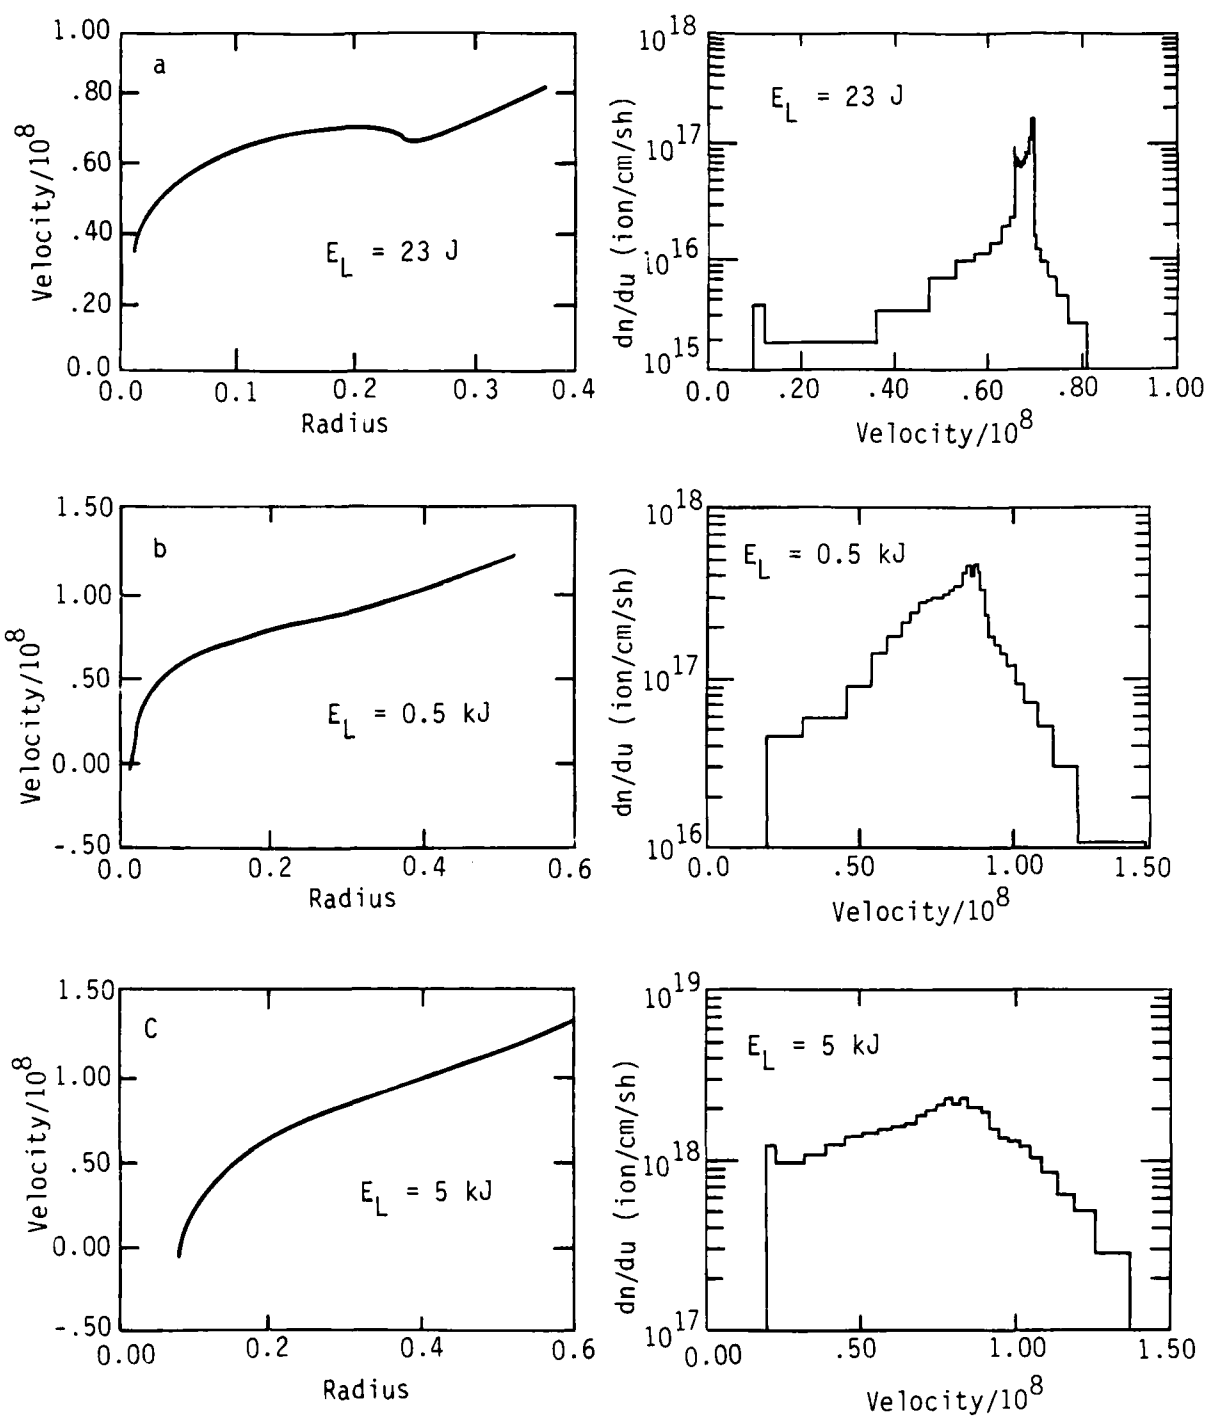 a
E_L = 23 J
Velocity/10^8
1.00
.80
.60
.40
.20
0.0
0.0 0.1 0.2 0.3 0.4
Radius
E_L = 23 J
dn/du (ion/cm/sh)
10^18
10^17
10^16
10^15
0.0 .20 .40 .60 .80 1.00
Velocity/10^8
b
E_L = 0.5 kJ
Velocity/10^8
1.50
1.00
.50
0.00
-.50
0.0 0.2 0.4 0.6
Radius
E_L = 0.5 kJ
dn/du (ion/cm/sh)
10^18
10^17
10^16
0.0 .50 1.00 1.50
Velocity/10^8
C
E_L = 5 kJ
Velocity/10^8
1.50
1.00
.50
0.00
-.50
0.00 0.2 0.4 0.6
Radius
E_L = 5 kJ
dn/du (ion/cm/sh)
10^19
10^18
10^17
0.00 .50 1.00 1.50
Velocity/10^8